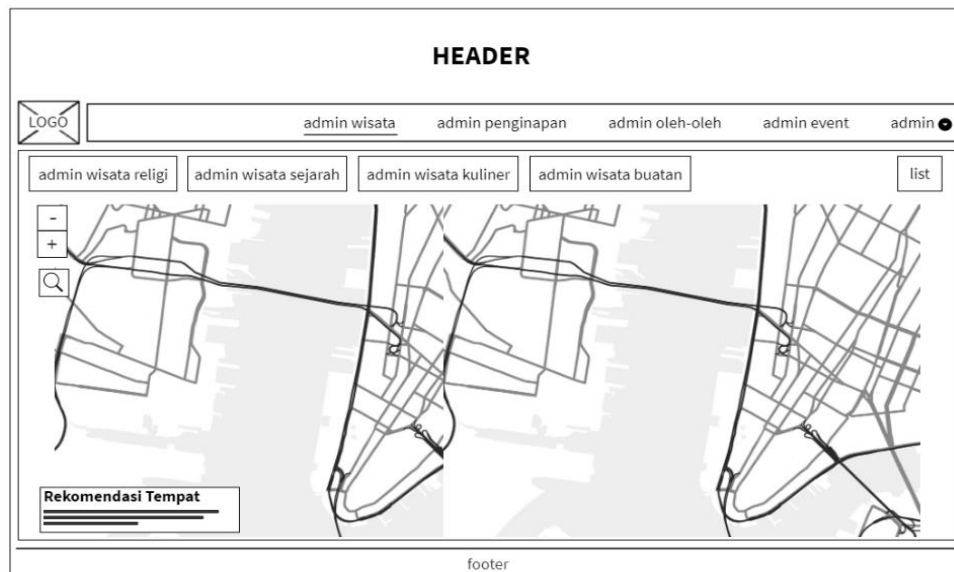 HEADER
LOGO
admin wisata admin penginapan admin oleh-oleh admin event admin
admin wisata religi admin wisata sejarah admin wisata kuliner admin wisata buatan list
-
+
Rekomendasi Tempat
footer